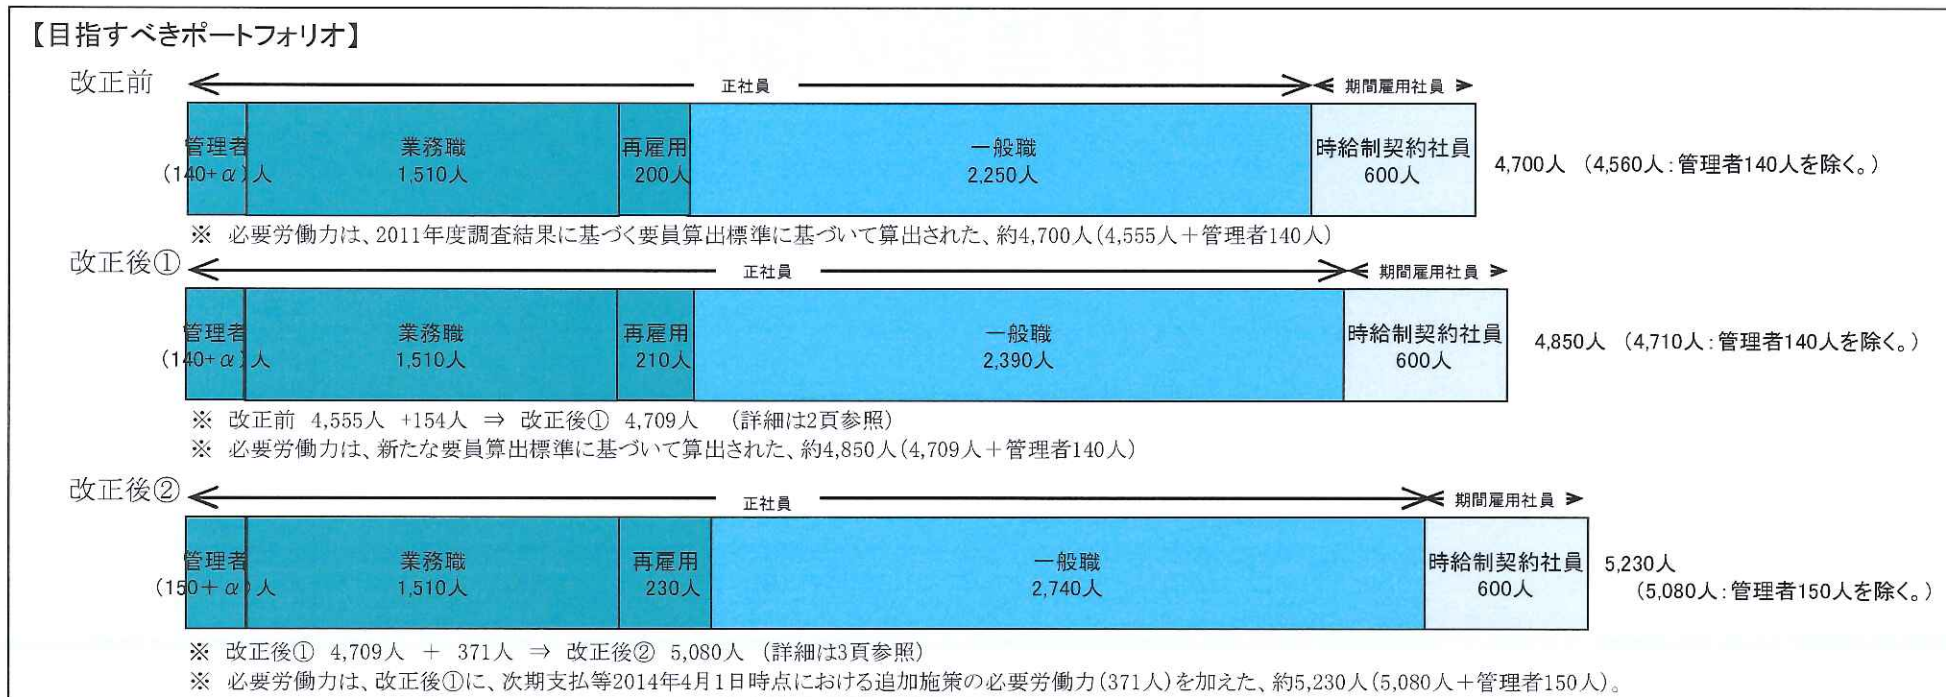 【目指すべきポートフォリオ】
改正前
正社員
期間雇用社員
管理者
(140+α)人
業務職
1,510人
再雇用
200人
一般職
2,250人
時給制契約社員
600人
4,700人 (4,560人:管理者140人を除く。)
※ 必要労働力は、2011年度調査結果に基づく要員算出標準に基づいて算出された、約4,700人(4,555人+管理者140人)
改正後①
正社員
期間雇用社員
管理者
(140+α)人
業務職
1,510人
再雇用
210人
一般職
2,390人
時給制契約社員
600人
4,850人 (4,710人:管理者140人を除く。)
※ 改正前 4,555人 +154人 ⇒ 改正後① 4,709人 (詳細は2頁参照)
※ 必要労働力は、新たな要員算出標準に基づいて算出された、約4,850人(4,709人+管理者140人)
改正後②
正社員
期間雇用社員
管理者
(150+α)人
業務職
1,510人
再雇用
230人
一般職
2,740人
時給制契約社員
600人
5,230人
(5,080人:管理者150人を除く。)
※ 改正後① 4,709人 + 371人 ⇒ 改正後② 5,080人 (詳細は3頁参照)
※ 必要労働力は、改正後①に、次期支払等2014年4月1日時点における追加施策の必要労働力(371人)を加えた、約5,230人(5,080人+管理者150人)。